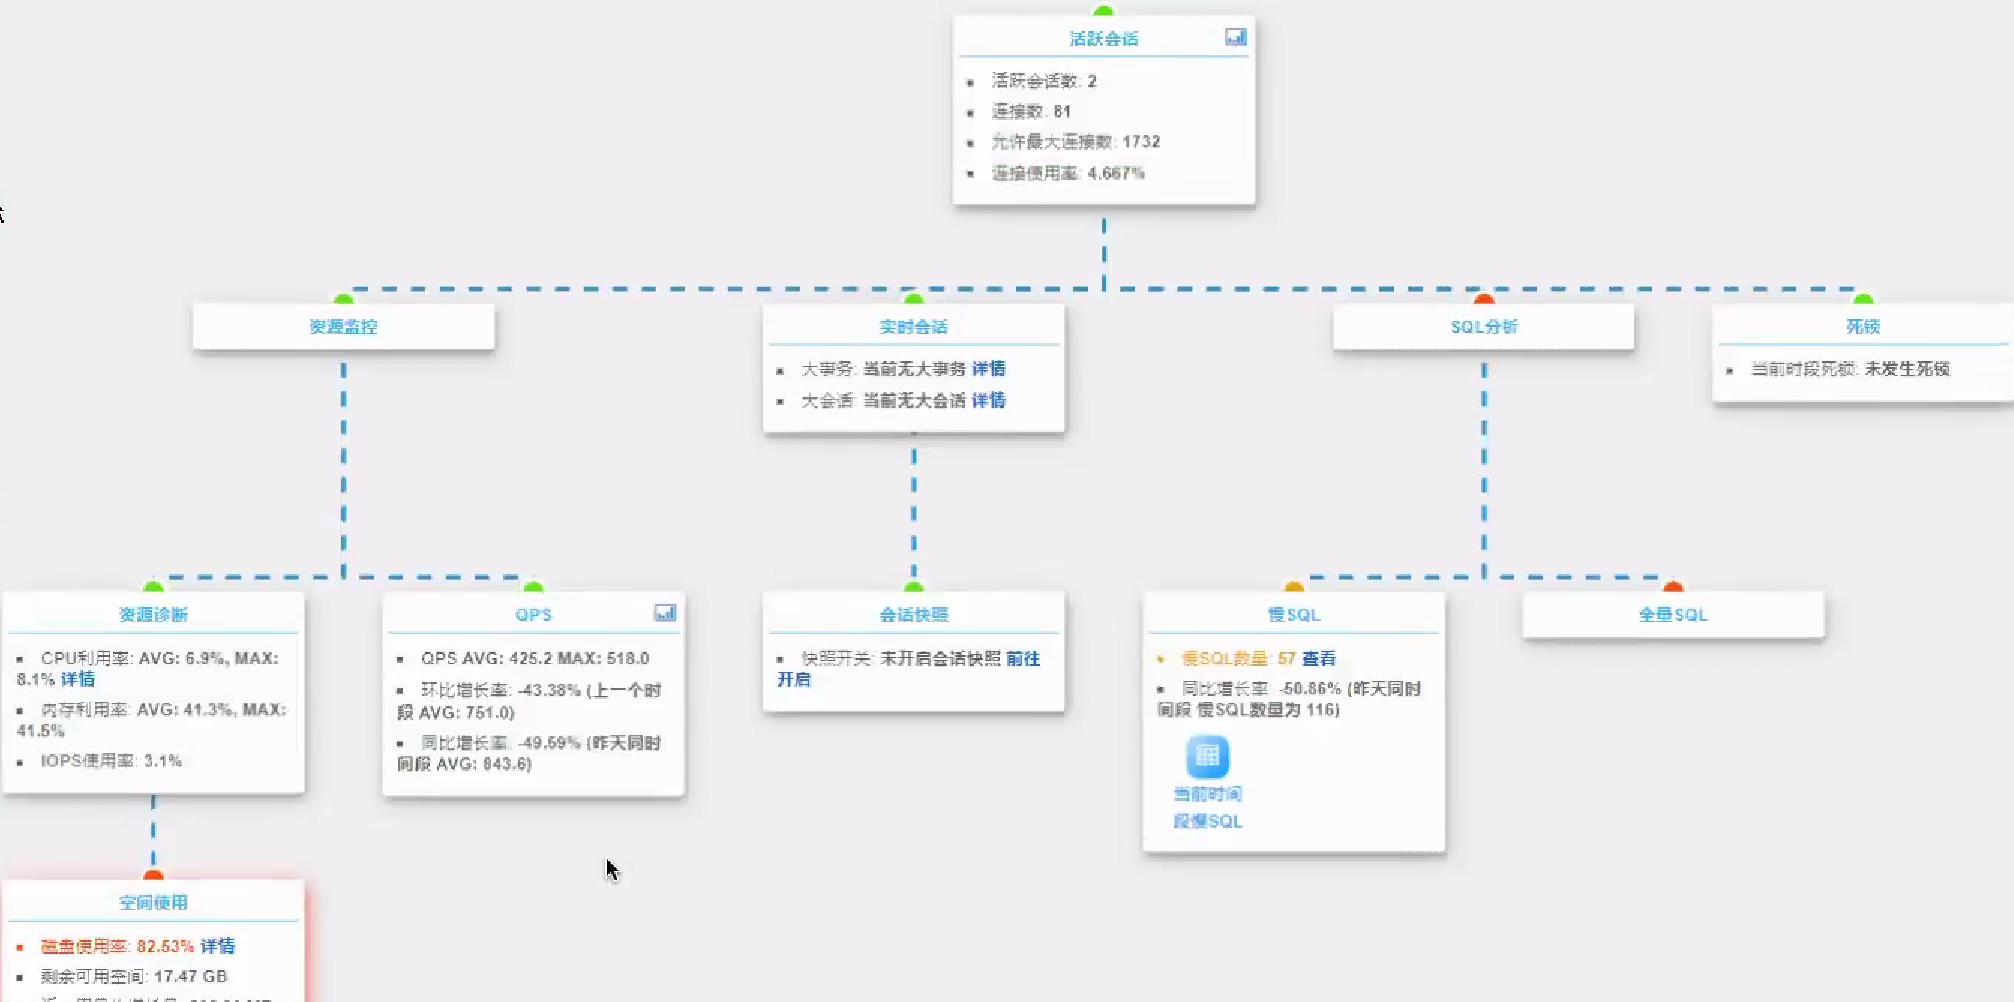 活跃会话
活跃会话数: 2
连接数: 81
允许最大连接数: 1732
连接使用率: 4.667%
资源监控
实时会话
大事务: 当前无大事务 详情
大会话: 当前无大会话 详情
SQL分析
死锁
当前时段死锁: 未发生死锁
资源诊断
CPU利用率: AVG: 6.9%, MAX:
8.1% 详情
内存利用率: AVG: 41.3%, MAX:
41.5%
IOPS使用率: 3.1%
QPS
QPS AVG: 425.2 MAX: 518.0
环比增长率: -43.38% (上一个时
段 AVG: 751.0)
同比增长率: -49.59% (昨天同时
间段 AVG: 843.6)
会话快照
快照开关: 未开启会话快照 前往
开启
慢SQL
慢SQL数量: 57 查看
同比增长率: -50.86% (昨天同时
间段 慢SQL数量为 116)
当前时间
段慢SQL
全量SQL
空间使用
磁盘使用率: 82.53% 详情
剩余可用空间: 17.47 GB